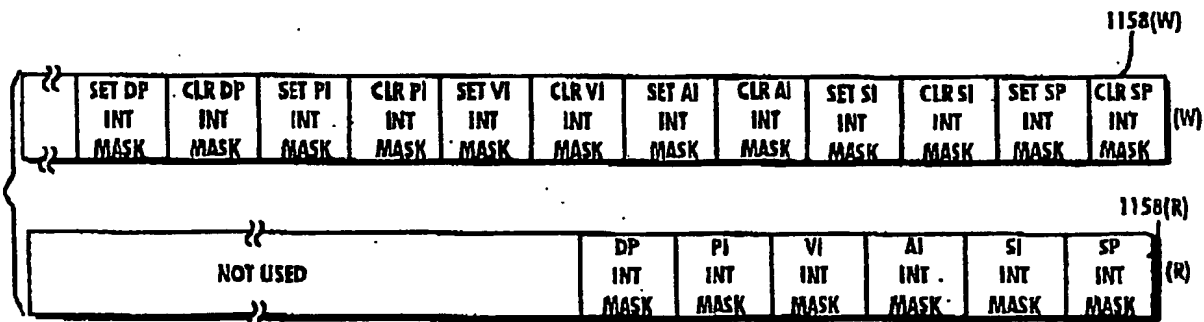 1158(W)
SET DP CLR DP SET PI CLR PI SET VI CLR VI SET AI CLR AI SET SI CLR SI SET SP CLR SP
INT INT INT INT INT INT INT INT INT INT INT INT (W)
MASK MASK MASK MASK MASK MASK MASK MASK MASK MASK MASK MASK
1158(R)
DP PI VI AI SI SP
NOT USED INT INT INT INT INT INT (R)
MASK MASK MASK MASK MASK MASK